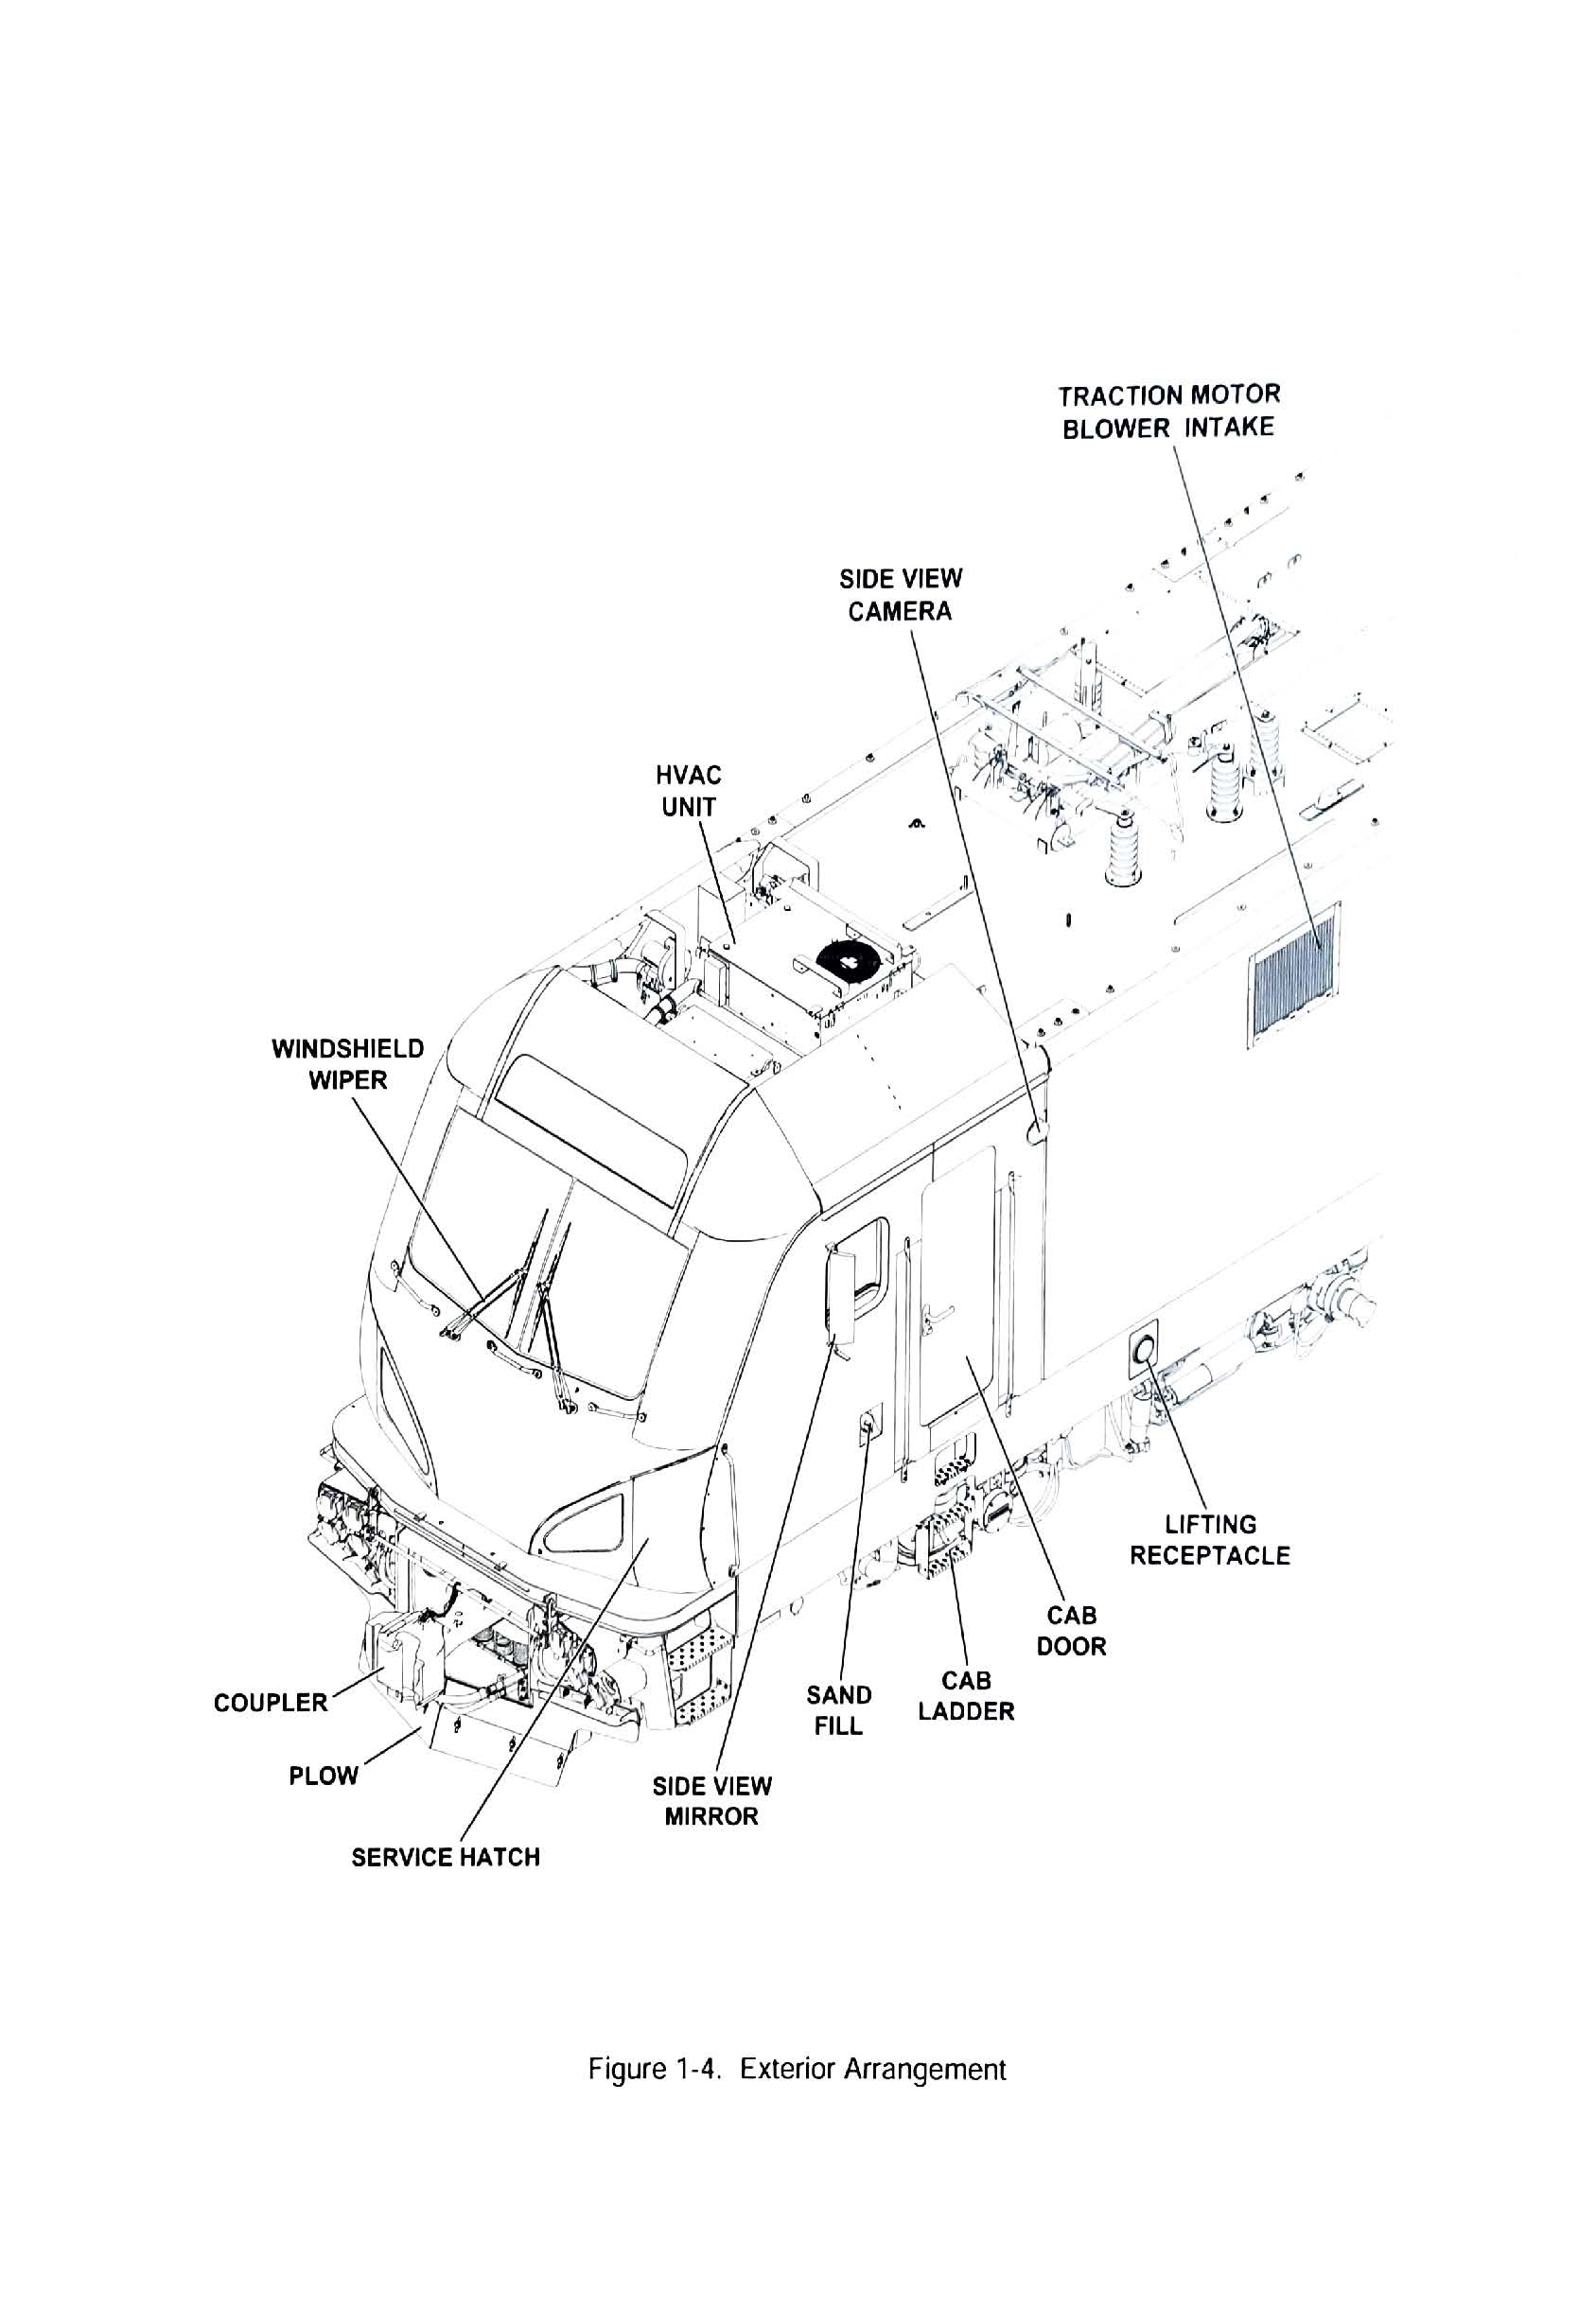 TRACTION MOTOR
BLOWER INTAKE
SIDE VIEW
CAMERA
HVAC
UNIT
WINDSHIELD
WIPER
LIFTING
RECEPTACLE
CAB
DOOR
CAB
LADDER
SAND
FILL
COUPLER
PLOW
SIDE VIEW
MIRROR
SERVICE HATCH
Figure 1-4. Exterior Arrangement